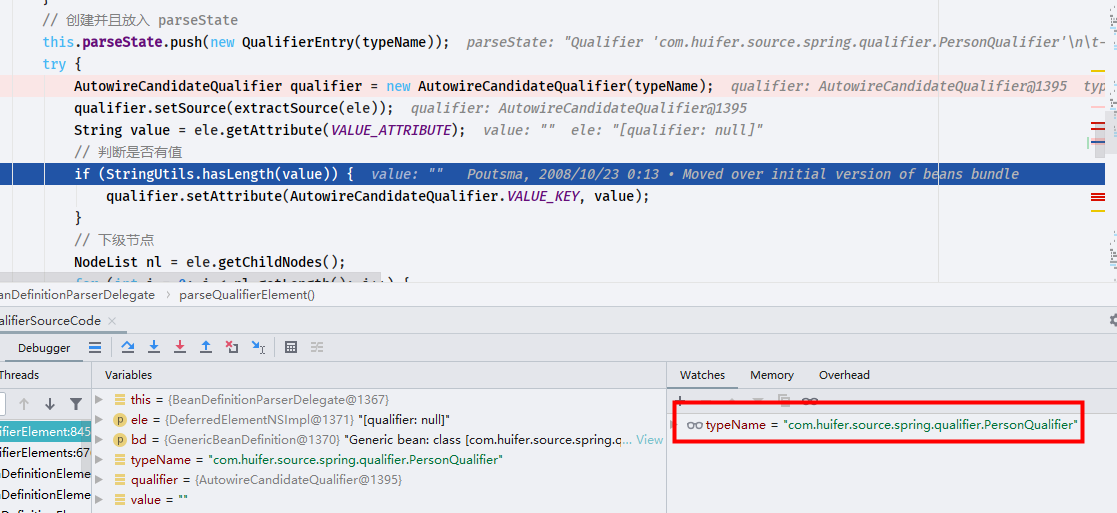 }
// 创建并且放入 parseState
this.parseState.push(new QualifierEntry(typeName)); parseState: "Qualifier 'com.huifer.source.spring.qualifier.PersonQualifier'\n\t-
try {
AutowireCandidateQualifier qualifier = new AutowireCandidateQualifier(typeName); qualifier: AutowireCandidateQualifier@1395 typ
qualifier.setSource(extractSource(ele)); qualifier: AutowireCandidateQualifier@1395
String value = ele.getAttribute(VALUE_ATTRIBUTE); value: "" ele: "[qualifier: null]"
// 判断是否有值
if (StringUtils.hasLength(value)) { value: "" Poutsma, 2008/10/23 0:13 • Moved over initial version of beans bundle
qualifier.setAttribute(AutowireCandidateQualifier.VALUE_KEY, value);
}
// 下级节点
NodeList nl = ele.getChildNodes();
anDefinitionParserDelegate › parseQualifierElement()
alifierSourceCode ×
Debugger
Threads
Variables
Watches Memory Overhead
this = {BeanDefinitionParserDelegate@1367}
ele = {DeferredElementNSImpl@1371} "[qualifier: null]"
bd = {GenericBeanDefinition@1370} "Generic bean: class [com.huifer.source.spring.q... View
typeName = "com.huifer.source.spring.qualifier.PersonQualifier"
qualifier = {AutowireCandidateQualifier@1395}
value = ""
ifierElement:845
ifierElements:67
nDefinitionEleme
nDefinitionEleme
typeName = "com.huifer.source.spring.qualifier.PersonQualifier"